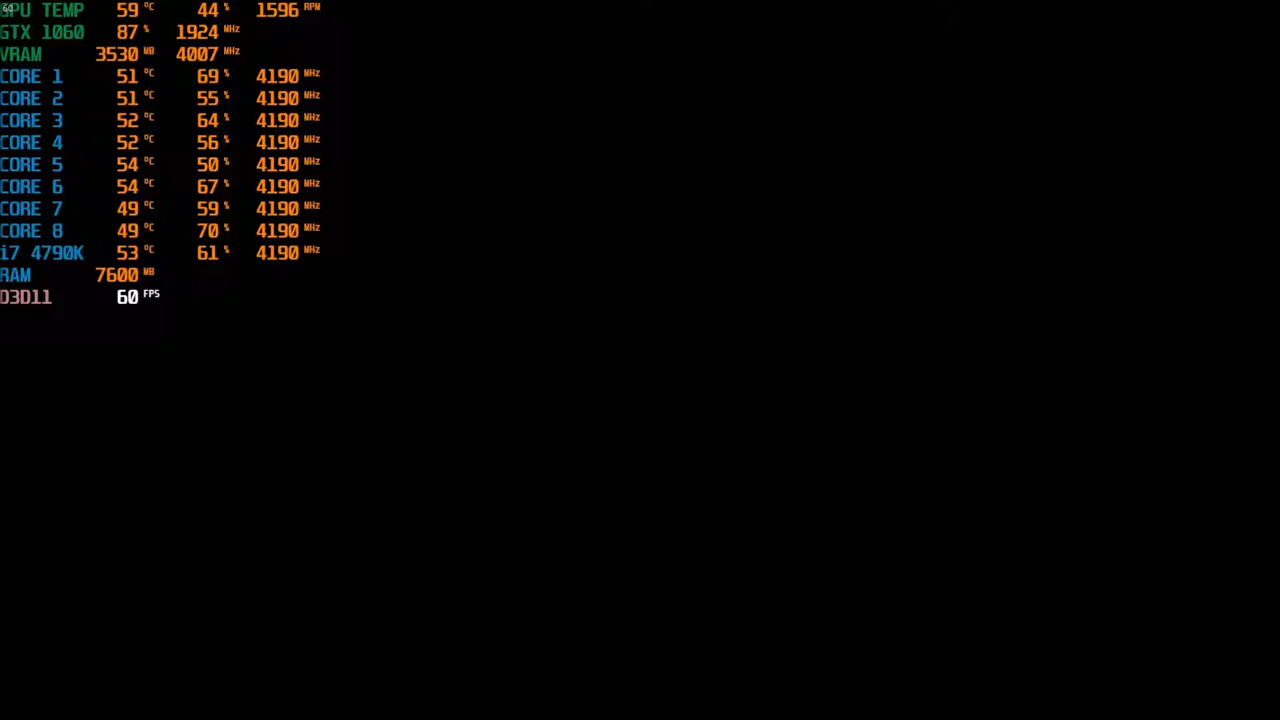 60
GPU TEMP 59 °C 44 % 1596 RPM
GTX 1060 87 % 1924 MHz
VRAM 3530 MB 4007 MHz
CORE 1 51 °C 69 % 4190 MHz
CORE 2 51 °C 55 % 4190 MHz
CORE 3 52 °C 64 % 4190 MHz
CORE 4 52 °C 56 % 4190 MHz
CORE 5 54 °C 50 % 4190 MHz
CORE 6 54 °C 67 % 4190 MHz
CORE 7 49 °C 59 % 4190 MHz
CORE 8 49 °C 70 % 4190 MHz
i7 4790K 53 °C 61 % 4190 MHz
RAM 7600 MB
D3D11 60 FPS